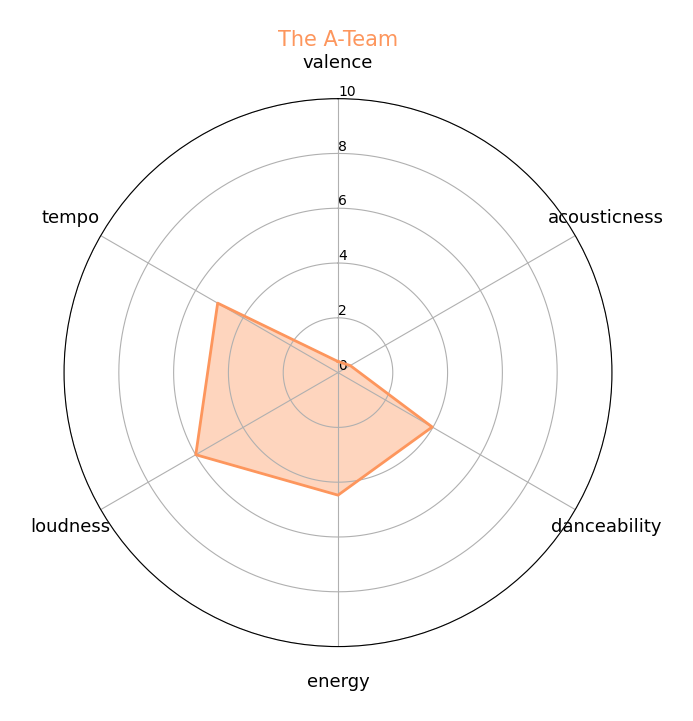 The A-Team
valence
10
8
tempo
acousticness
6
4
2
0
loudness
danceability
energy